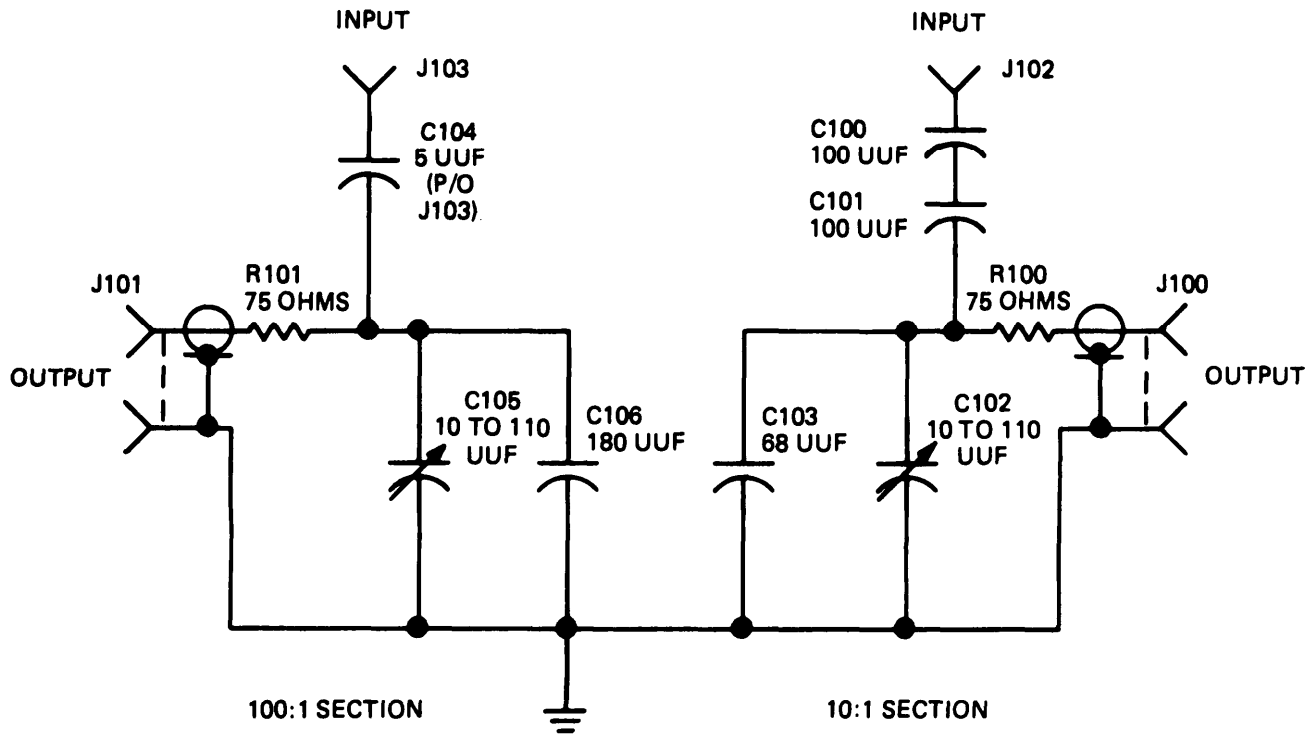 INPUT
J103
C104
5 UUF
(P/O
J103)
J101
R101
75 OHMS
OUTPUT
C105
10 TO 110
UUF
C106
180 UUF
100:1 SECTION
INPUT
J102
C100
100 UUF
C101
100 UUF
R100
75 OHMS
J100
OUTPUT
C103
68 UUF
C102
10 TO 110
UUF
10:1 SECTION